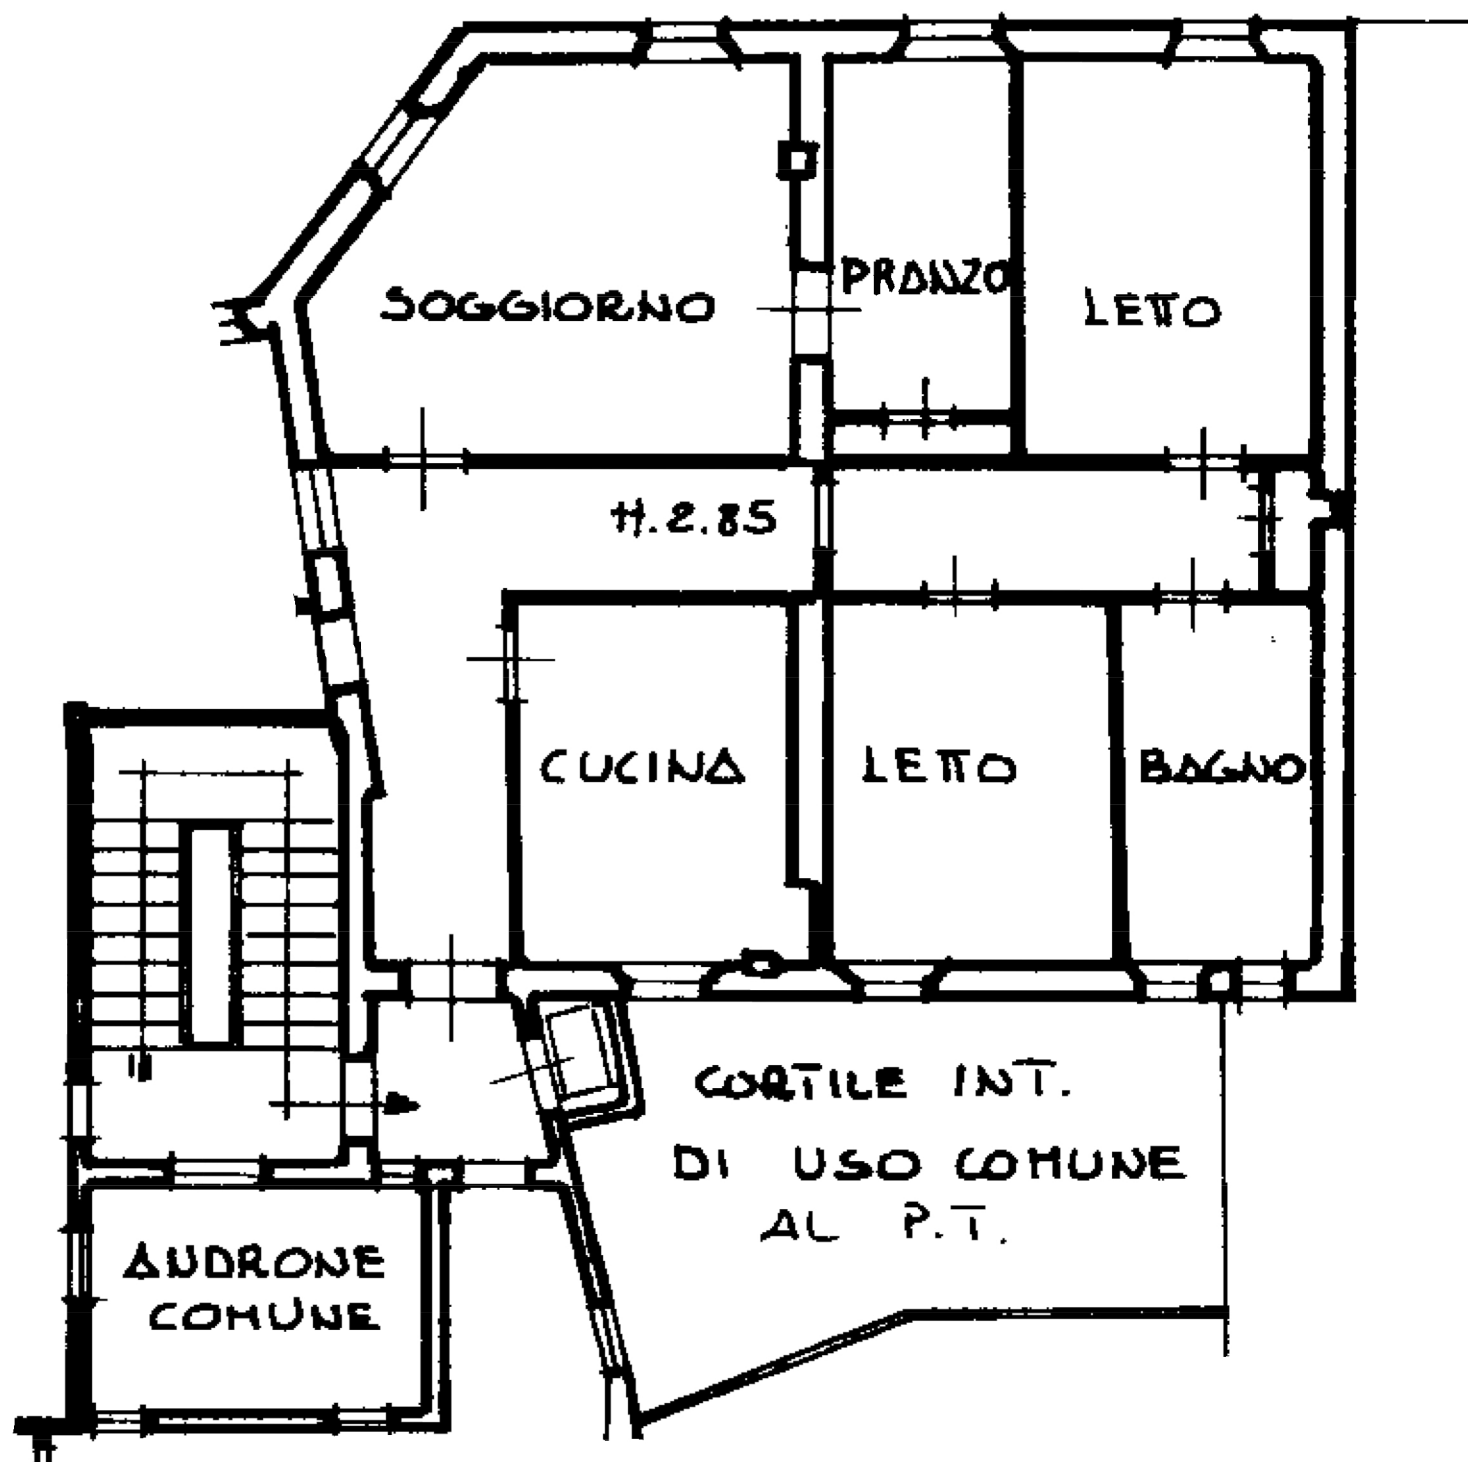 PRANZO
SOGGIORNO
LETTO
H.2.85
CUCINA
LETTO
BAGNO
CORTILE INT.
DI USO COMUNE
AL P.T.
ANDRONE
COMUNE